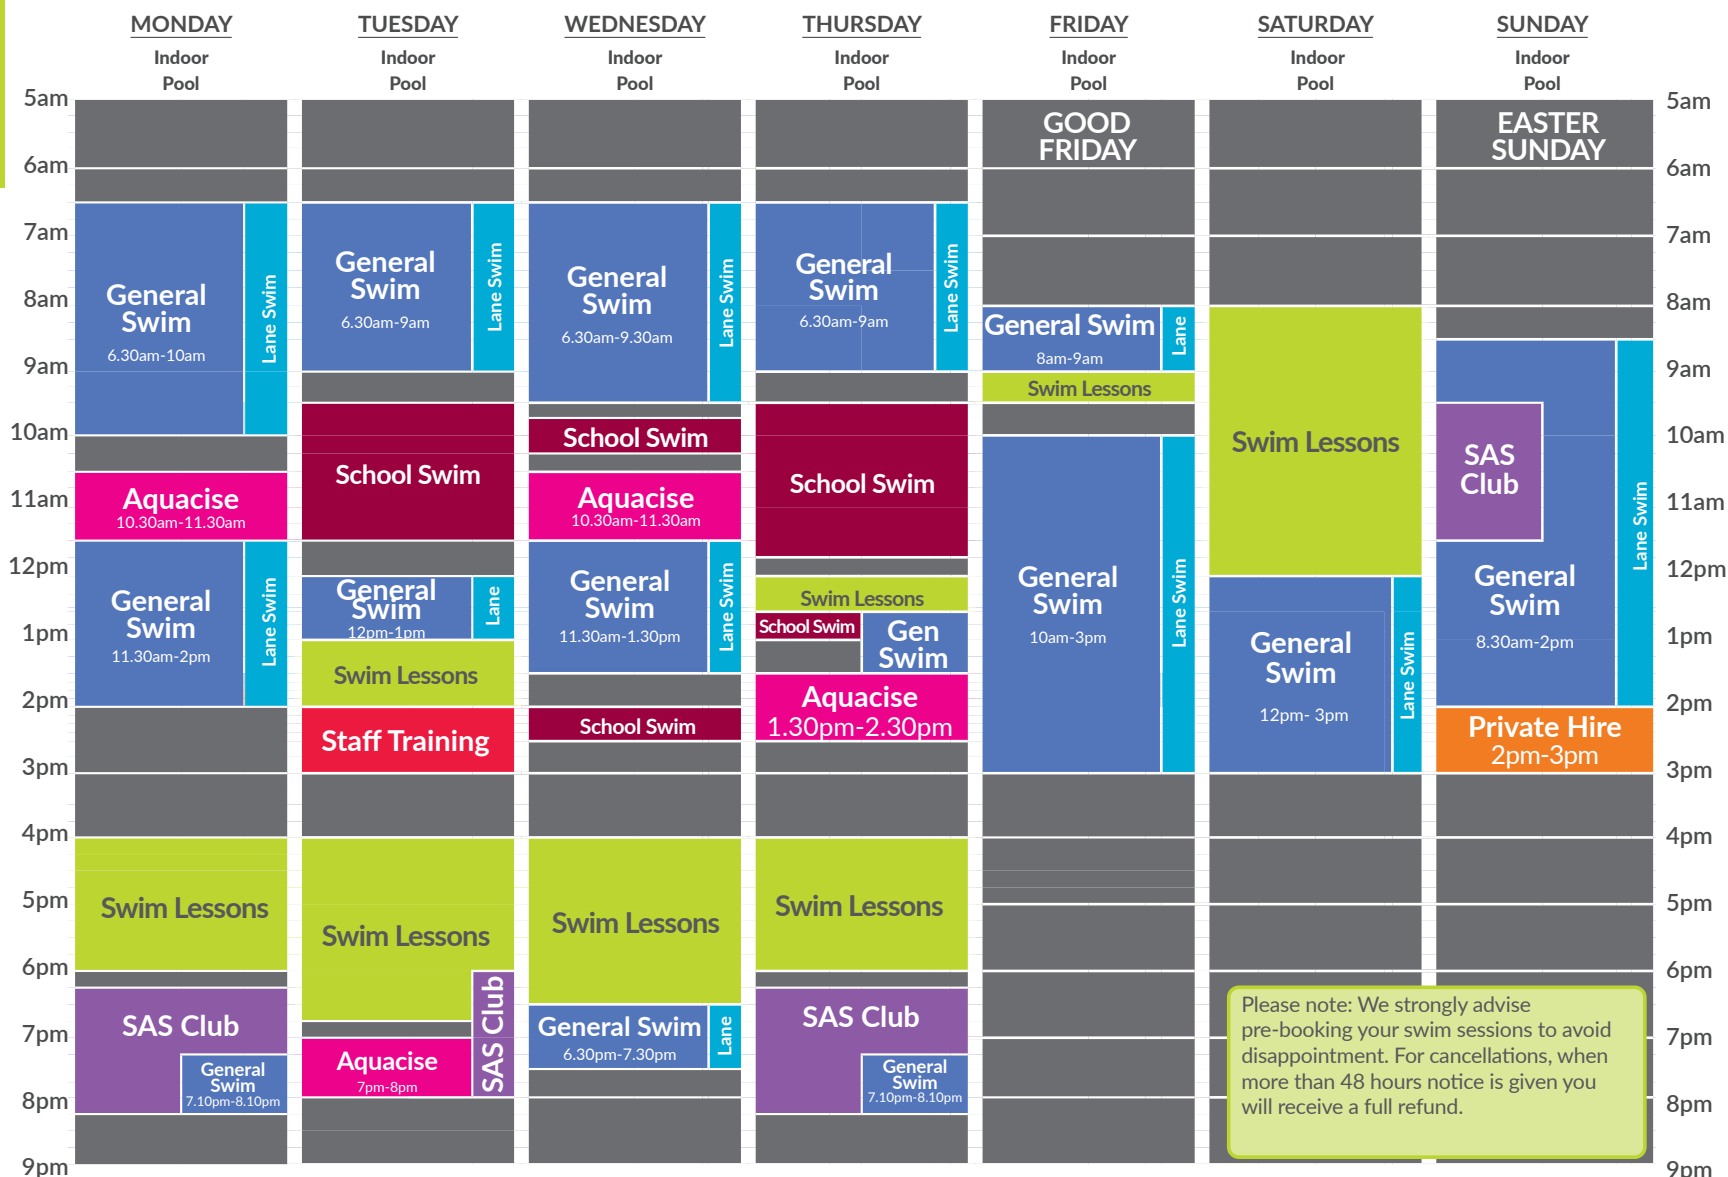 MONDAY
TUESDAY
WEDNESDAY
THURSDAY
FRIDAY
SATURDAY
SUNDAY
Indoor
Pool
Indoor
Pool
Indoor
Pool
Indoor
Pool
Indoor
Pool
Indoor
Pool
Indoor
Pool
5am
6am
7am
8am
9am
10am
11am
12pm
1pm
2pm
3pm
4pm
5pm
6pm
7pm
8pm
9pm
General
Swim
6.30am-10am
Lane Swim
Aquacise
10.30am-11.30am
General
Swim
11.30am-2pm
Lane Swim
Swim Lessons
SAS Club
General
Swim
7.10pm-8.10pm
General
Swim
6.30am-9am
Lane Swim
School Swim
General
Swim
12pm-1pm
Lane
Swim Lessons
Staff Training
Swim Lessons
SAS Club
Aquacise
7pm-8pm
General
Swim
6.30am-9.30am
Lane Swim
School Swim
Aquacise
10.30am-11.30am
General
Swim
11.30am-1.30pm
Lane Swim
School Swim
Swim Lessons
General Swim
6.30pm-7.30pm
Lane
General
Swim
6.30am-9am
Lane Swim
School Swim
Swim Lessons
School Swim
Gen
Swim
Aquacise
1.30pm-2.30pm
Swim Lessons
SAS Club
General
Swim
7.10pm-8.10pm
GOOD
FRIDAY
General Swim
8am-9am
Lane
Swim Lessons
General
Swim
10am-3pm
Lane Swim
Swim Lessons
General
Swim
12pm- 3pm
Lane Swim
EASTER
SUNDAY
SAS
Club
General
Swim
8.30am-2pm
Lane Swim
Private Hire
2pm-3pm
Please note: We strongly advise
pre-booking your swim sessions to avoid
disappointment. For cancellations, when
more than 48 hours notice is given you
will receive a full refund.
5am
6am
7am
8am
9am
10am
11am
12pm
1pm
2pm
3pm
4pm
5pm
6pm
7pm
8pm
9pm